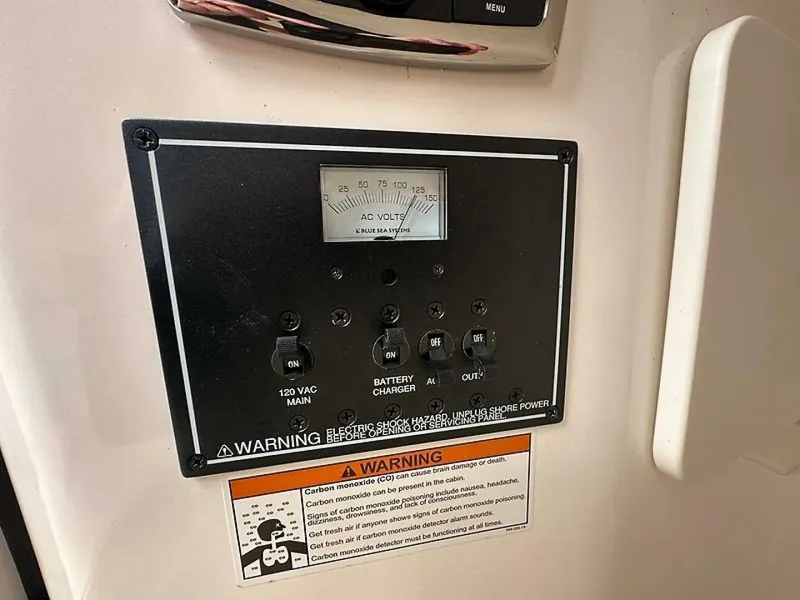 MENU
0 25 50 75 100 125 150
AC VOLTS
BLUE SEA SYSTEMS
ON
ON
OFF
OFF
120 VAC
MAIN
BATTERY
CHARGER
WARNING ELECTRIC SHOCK HAZARD. UNPLUG SHORE POWER
BEFORE OPENING OR SERVICING PANEL.
WARNING
Carbon monoxide (CO) can cause brain damage or death.
Carbon monoxide can be present in the cabin.
Signs of carbon monoxide poisoning include nausea, headache,
dizziness, drowsiness, and lack of consciousness.
Get fresh air if anyone shows signs of carbon monoxide poisoning.
Get fresh air if carbon monoxide detector alarm sounds.
Carbon monoxide detector must be functioning at all times.